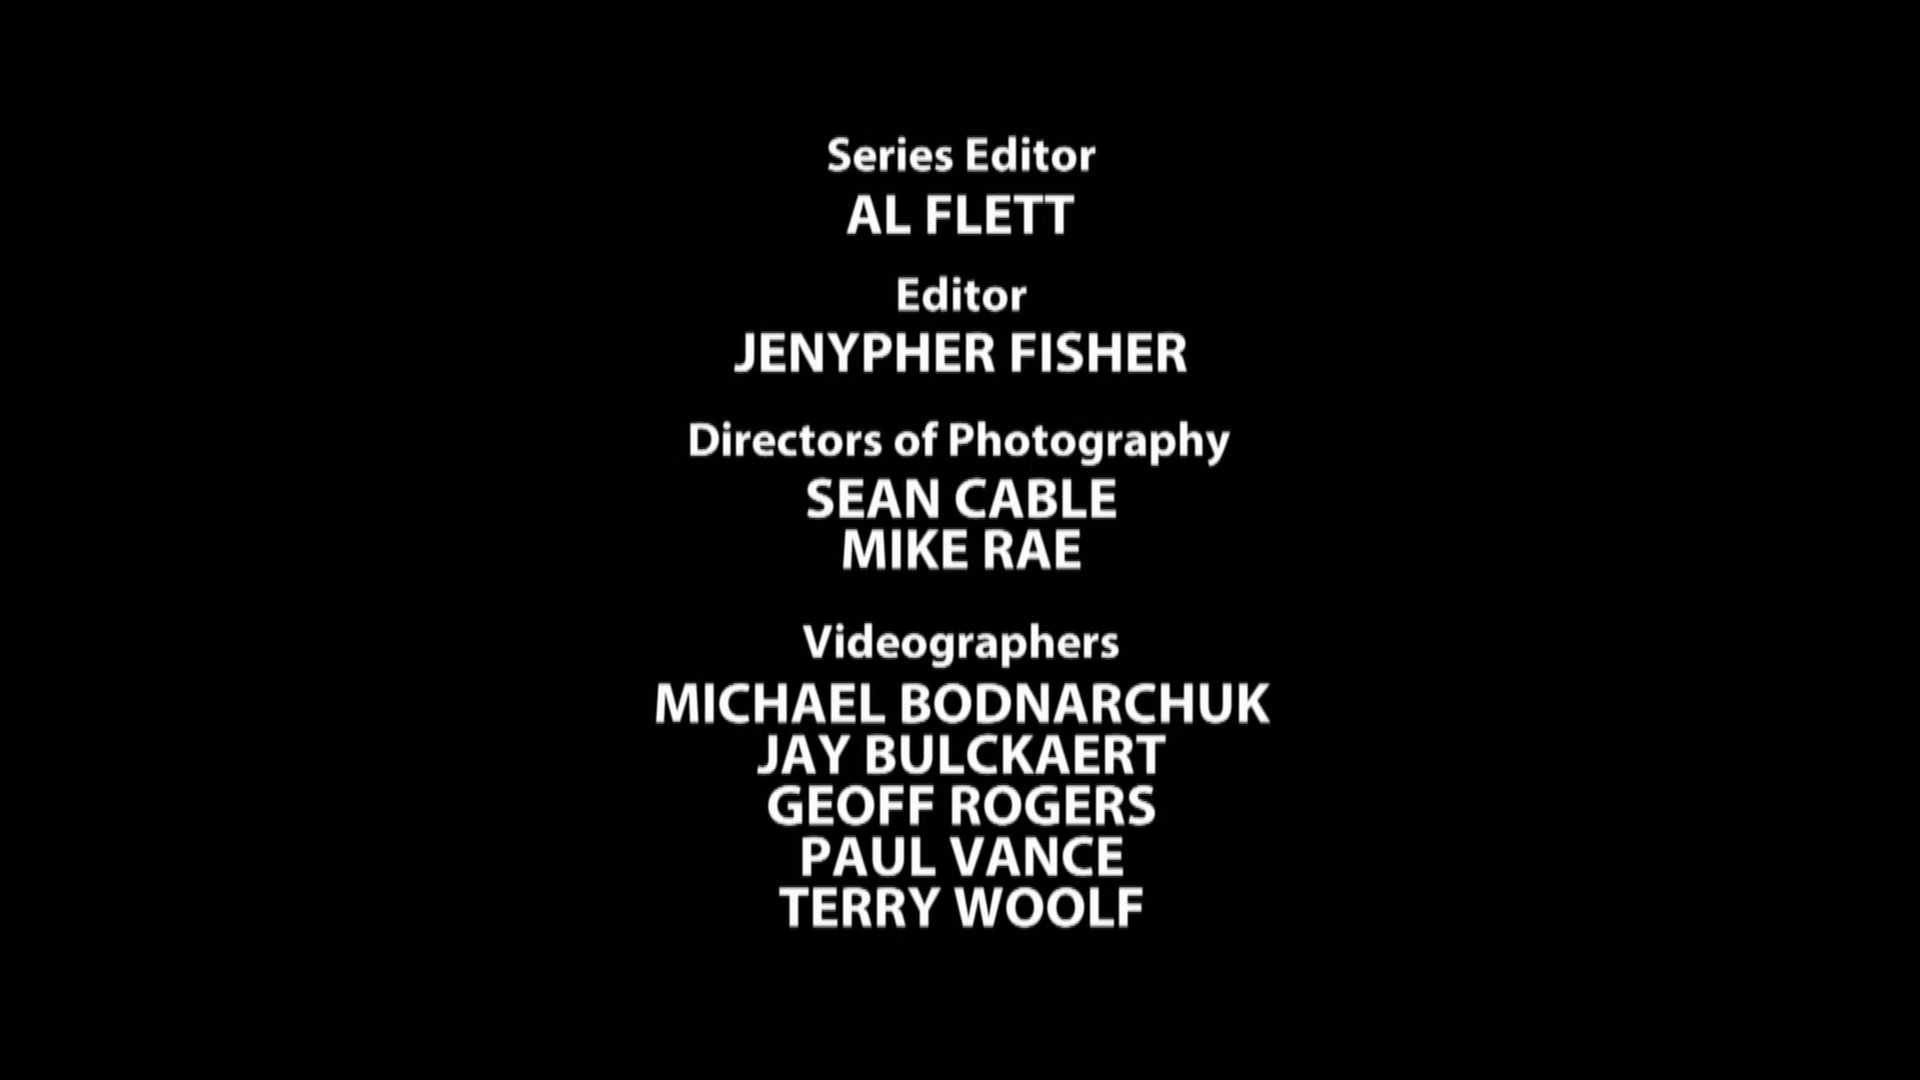 Series Editor
AL FLETT
Editor
JENYPHER FISHER
Directors of Photography
SEAN CABLE
MIKE RAE
Videographers
MICHAEL BODNARCHUK
JAY BULCKAERT
GEOFF ROGERS
PAUL VANCE
TERRY WOOLF